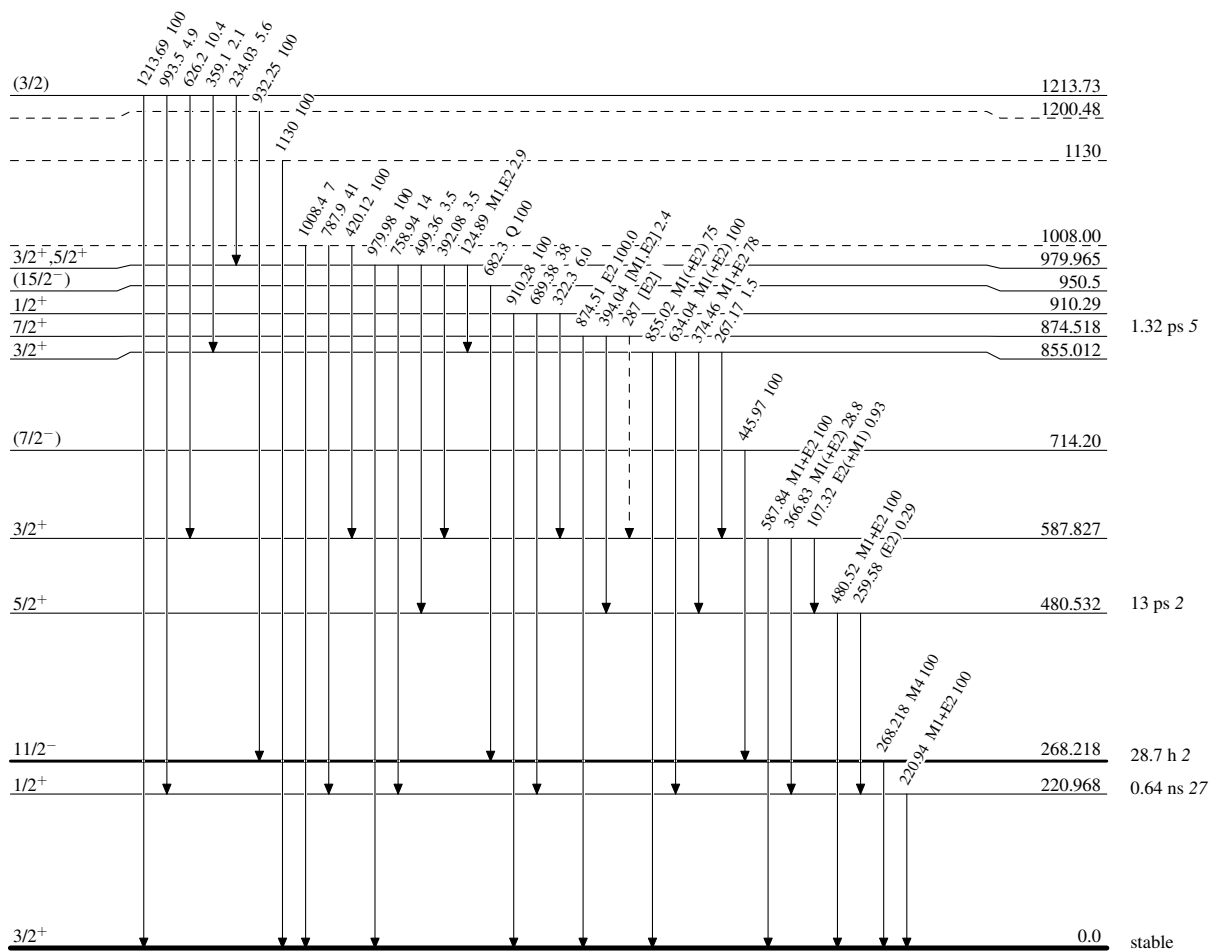 1213.69 100
993.5 4.9
626.2 10.4
359.1 2.1
234.03 5.6
932.25 100
1130 100
1008.4 7
787.9 41
420.12 100
979.98 100
758.94 14
499.36 3.5
392.08 3.5
124.89 M1,E2 2.9
682.3 Q 100
910.28 100
689.38 38
322.3 6.0
874.51 E2 100.0
394.04 [M1,E2] 2.4
287 [E2]
855.02 M1(+E2) 75
634.04 M1(+E2) 100
374.46 M1+E2 78
267.17 1.5
445.97 100
587.84 M1+E2 100
366.83 M1(+E2) 28.8
107.32 E2(+M1) 0.93
480.52 M1+E2 100
259.58 (E2) 0.29
268.218 M4 100
220.94 M1+E2 100
(3/2) 1213.73
1200.48
1130
1008.00
3/2⁺,5/2⁺ 979.965
(15/2⁻) 950.5
1/2⁺ 910.29
7/2⁺ 874.518 1.32 ps 5
3/2⁺ 855.012
(7/2⁻) 714.20
3/2⁺ 587.827
5/2⁺ 480.532 13 ps 2
11/2⁻ 268.218 28.7 h 2
1/2⁺ 220.968 0.64 ns 27
3/2⁺ 0.0 stable